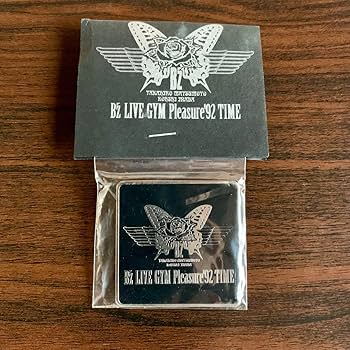 B'z
TAKAHIRO MATSUMOTO
KOSHI INABA
B'z LIVE GYM Pleasure'92 TIME
B'z
TAKAHIRO MATSUMOTO
KOSHI INABA
B'z LIVE GYM Pleasure'92 TIME